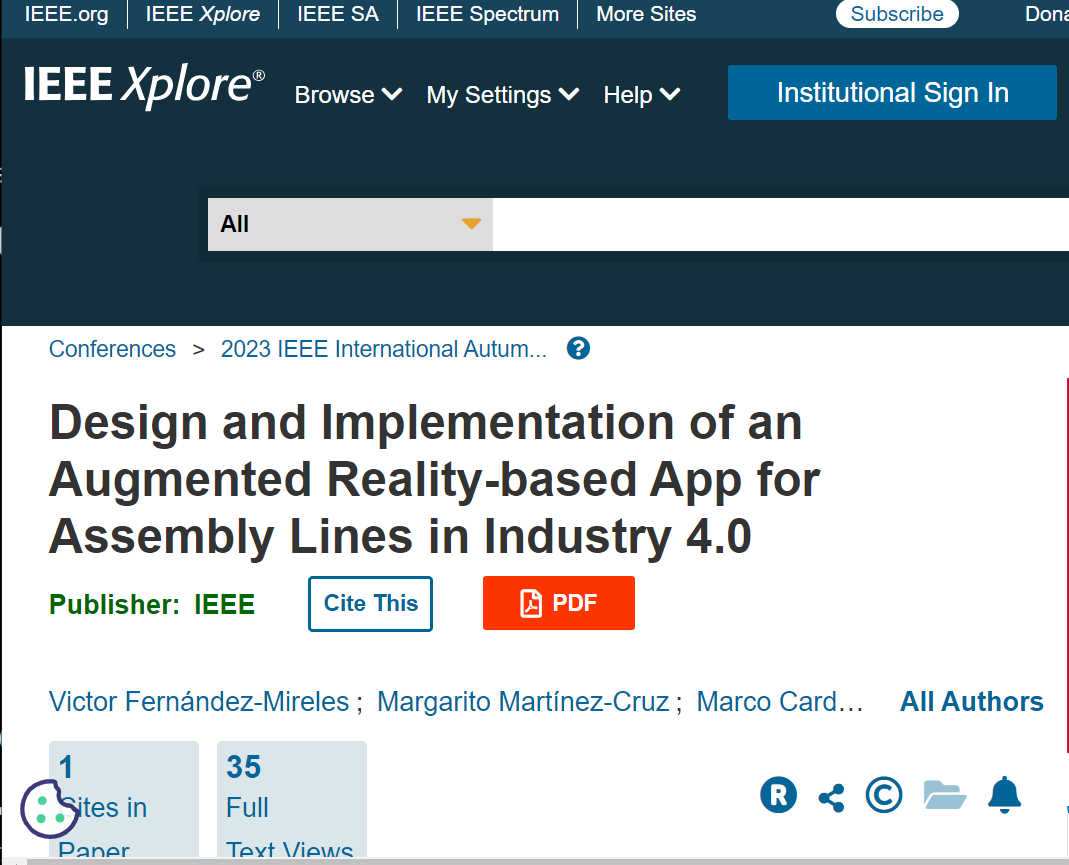 IEEE.org IEEE Xplore IEEE SA IEEE Spectrum More Sites Subscribe
IEEE Xplore® Browse My Settings Help Institutional Sign In
All
Conferences > 2023 IEEE International Autum... ?
Design and Implementation of an
Augmented Reality-based App for
Assembly Lines in Industry 4.0
Publisher: IEEE Cite This PDF
Victor Fernández-Mireles ; Margarito Martínez-Cruz ; Marco Card... All Authors
1 35
Full
R ©
ites in
Paper Text Views